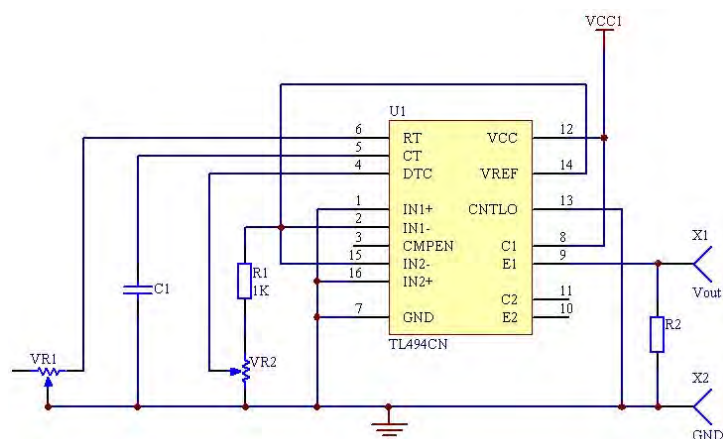 VCC1
U1
6 RT VCC 12
5 CT
4 DTC VREF 14
1 IN1+ CNTLO 13
2 IN1-
3 CMPEN C1 8
15 IN2- E1 9
16 IN2+
C2 11
7 GND E2 10
TL494CN
R1
1K
C1
VR1
VR2
R2
X1
Vout
X2
GND